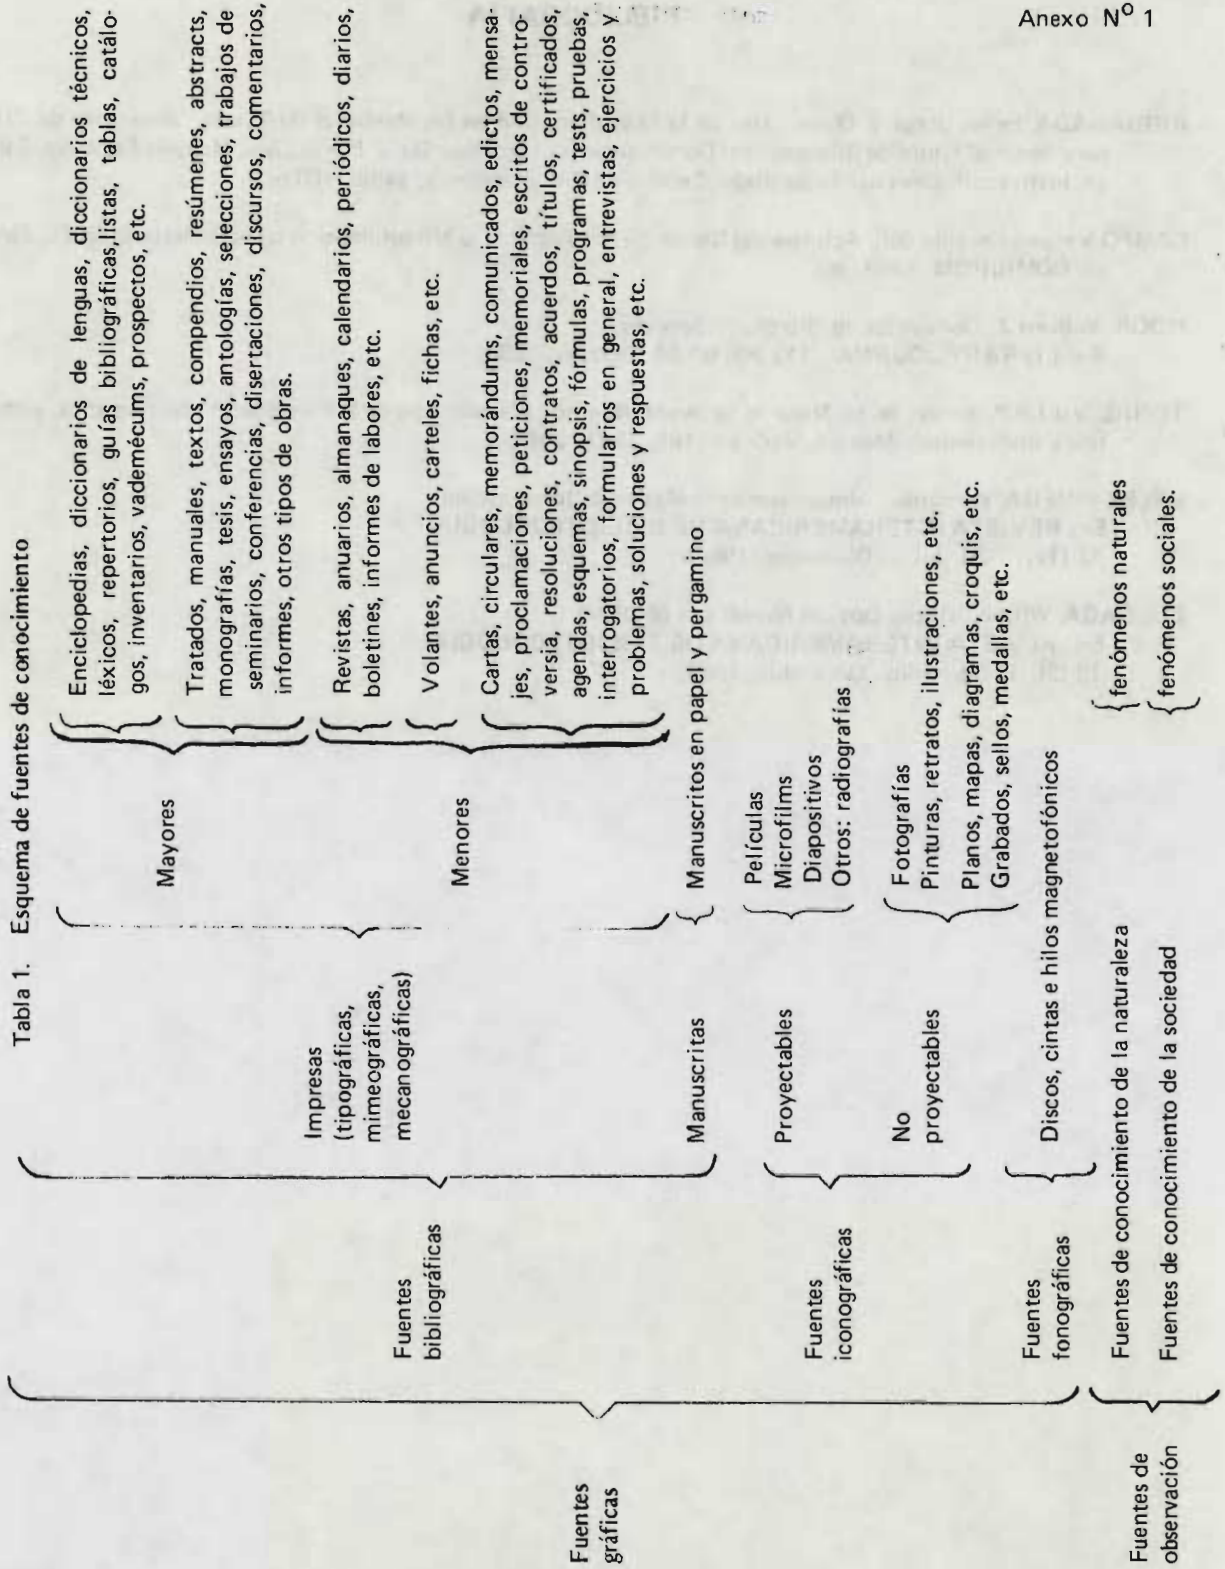 Anexo Nº 1
Tabla 1. Esquema de fuentes de conocimiento
Fuentes
gráficas
Fuentes
bibliográficas
Impresas
(tipográficas,
mimeográficas,
mecanográficas)
Mayores
Enciclopedias, diccionarios de lenguas, diccionarios técnicos,
léxicos, repertorios, guías bibliográficas listas, tablas, catálo-
gos, inventarios, vademécums, prospectos, etc.
Tratados, manuales, textos, compendios, resúmenes, abstracts,
monografías, tesis, ensayos, antologías, selecciones, trabajos de
seminarios, conferencias, disertaciones, discursos, comentarios,
informes, otros tipos de obras.
Menores
Revistas, anuarios, almanaques, calendarios, periódicos, diarios,
boletines, informes de labores, etc.
Volantes, anuncios, carteles, fichas, etc.
Cartas, circulares, memorándums, comunicados, edictos, mensa-
jes, proclamaciones, peticiones, memoriales, escritos de contro-
versia, resoluciones, contratos, acuerdos, títulos, certificados,
agendas, esquemas, sinopsis, fórmulas, programas, tests, pruebas,
interrogatorios, formularios en general, entrevistas, ejercicios y
problemas, soluciones y respuestas, etc.
Manuscritas
Manuscritos en papel y pergamino
Fuentes
iconográficas
Proyectables
Películas
Microfilms
Diapositivos
Otros: radiografías
No
proyectables
Fotografías
Pinturas, retratos, ilustraciones, etc.
Planos, mapas, diagramas, croquis, etc.
Grabados, sellos, medallas, etc.
Fuentes
fonográficas
Discos, cintas e hilos magnetofónicos
Fuentes de
observación
Fuentes de conocimiento de la naturaleza
fenómenos naturales
Fuentes de conocimiento de la sociedad
fenómenos sociales.